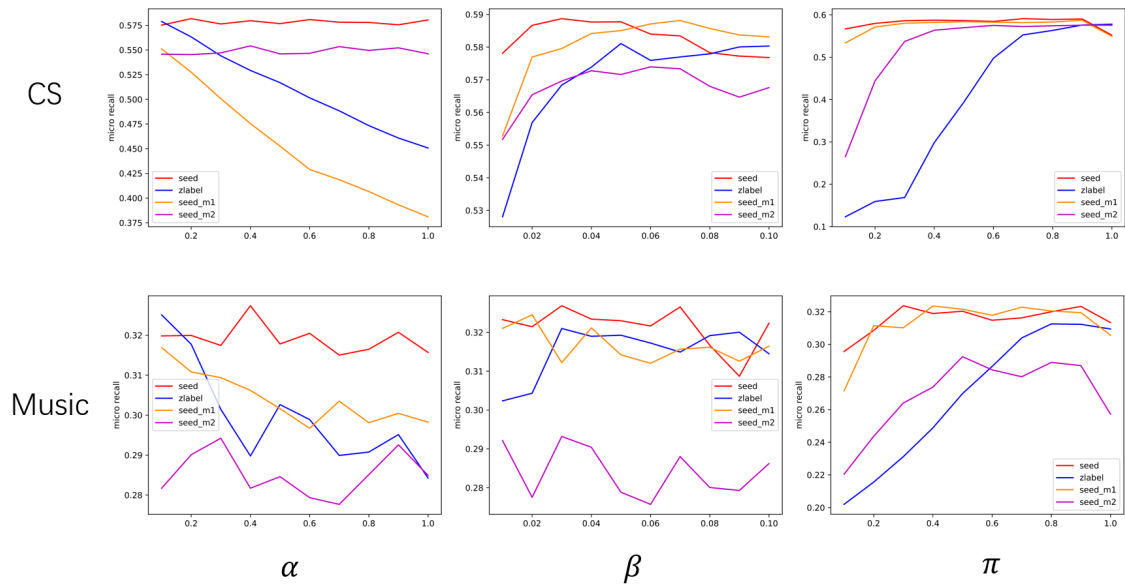 CS
micro recall
0.575
0.550
0.525
0.500
0.475
0.450
0.425
0.400
0.375
seed
zlabel
seed_m1
seed_m2
0.2 0.4 0.6 0.8 1.0
micro recall
0.59
0.58
0.57
0.56
0.55
0.54
0.53
seed
zlabel
seed_m1
seed_m2
0.02 0.04 0.06 0.08 0.10
micro recall
0.6
0.5
0.4
0.3
0.2
0.1
seed
zlabel
seed_m1
seed_m2
0.2 0.4 0.6 0.8 1.0
Music
micro recall
0.32
0.31
0.30
0.29
0.28
seed
zlabel
seed_m1
seed_m2
0.2 0.4 0.6 0.8 1.0
micro recall
0.32
0.31
0.30
0.29
0.28
seed
zlabel
seed_m1
seed_m2
0.02 0.04 0.06 0.08 0.10
micro recall
0.32
0.30
0.28
0.26
0.24
0.22
0.20
seed
zlabel
seed_m1
seed_m2
0.2 0.4 0.6 0.8 1.0
α β π